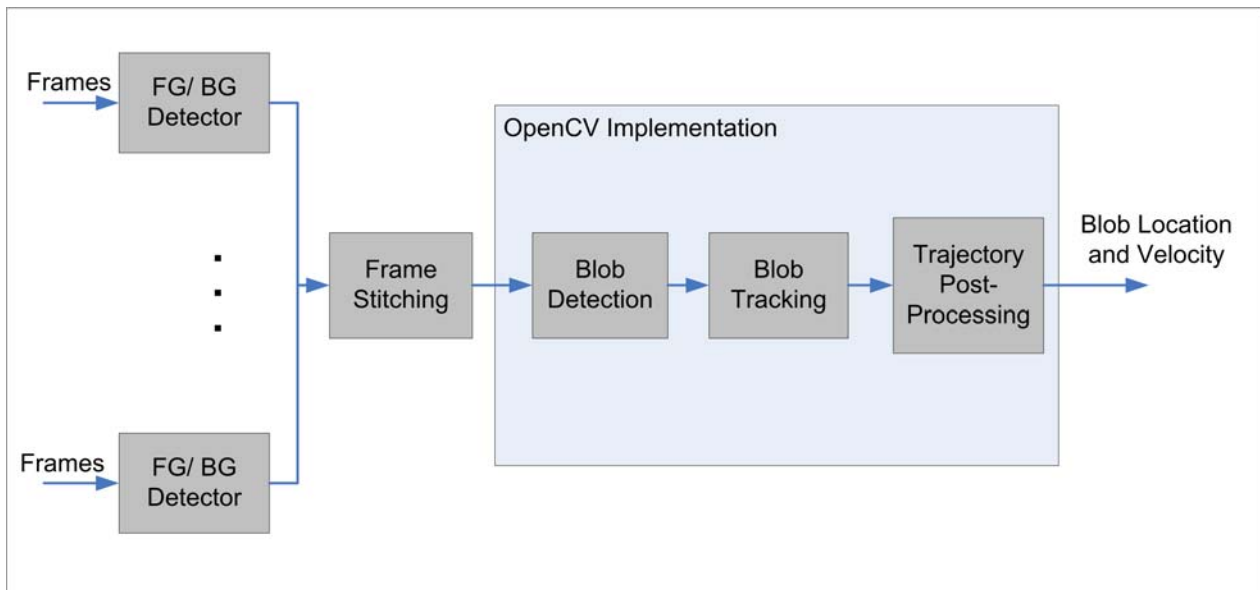 Frames
FG/ BG
Detector
Frames
FG/ BG
Detector
Frame
Stitching
OpenCV Implementation
Blob
Detection
Blob
Tracking
Trajectory
Post-
Processing
Blob Location
and Velocity